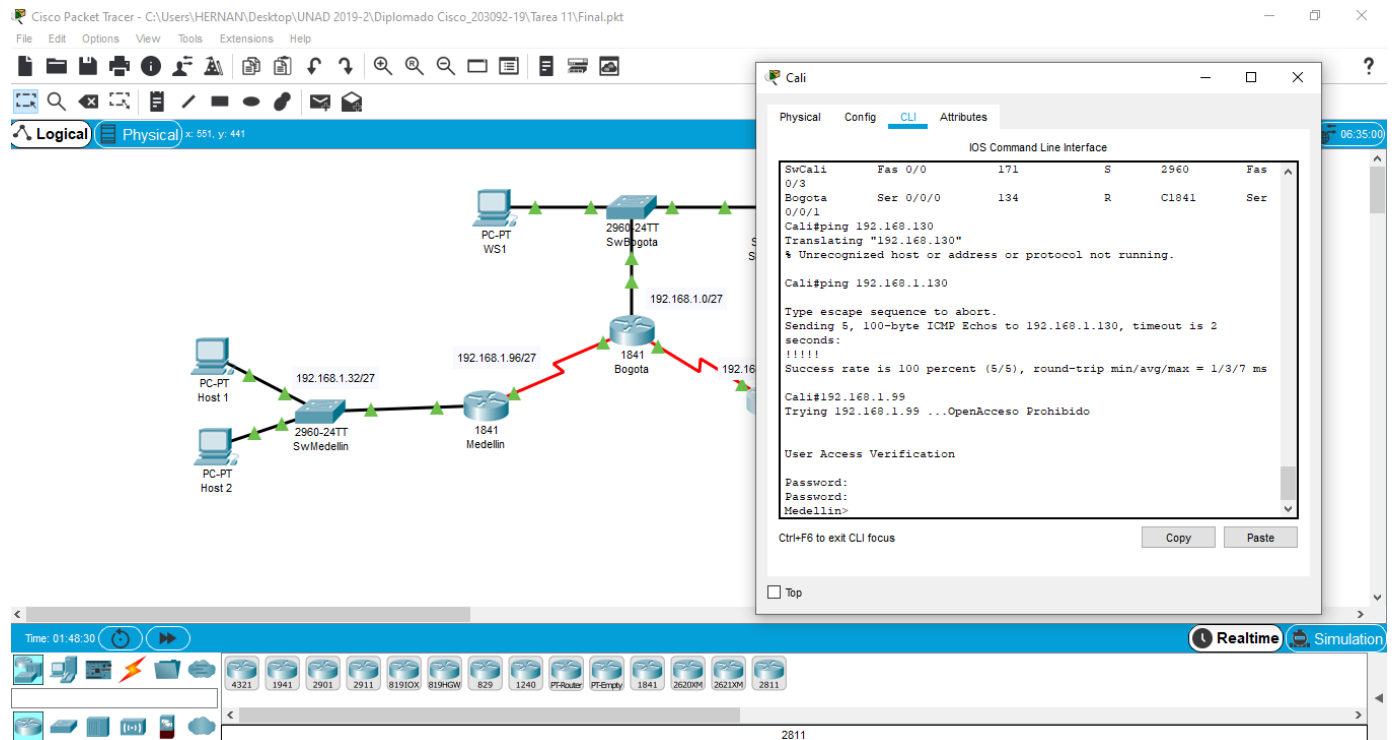 Cisco Packet Tracer - C:\Users\HERNAN\Desktop\UNAD 2019-2\Diplomado Cisco_203092-19\Tarea 11\Final.pkt
File Edit Options View Tools Extensions Help
?
Logical Physical x: 551, y: 441
06:35:00
PC-PT
WS1
2960-24TT
SwBogota
S
S
192.168.1.0/27
1841
Bogota
192.168.1.96/27
192.16
PC-PT
Host 1
192.168.1.32/27
2960-24TT
SwMedellin
1841
Medellin
PC-PT
Host 2
Cali
Physical Config CLI Attributes
IOS Command Line Interface
SwCali Fas 0/0 171 S 2960 Fas
0/3
Bogota Ser 0/0/0 134 R C1841 Ser
0/0/1
Cali#ping 192.168.130
Translating "192.168.130"
% Unrecognized host or address or protocol not running.
Cali#ping 192.168.1.130
Type escape sequence to abort.
Sending 5, 100-byte ICMP Echos to 192.168.1.130, timeout is 2
seconds:
!!!!!
Success rate is 100 percent (5/5), round-trip min/avg/max = 1/3/7 ms
Cali#192.168.1.99
Trying 192.168.1.99 ...OpenAcceso Prohibido
User Access Verification
Password:
Password:
Medellin>
Ctrl+F6 to exit CLI focus
Copy Paste
Top
Time: 01:48:30
Realtime Simulation
4321 1941 2901 2911 819IOX 819HGW 829 1240 PT-Router PT-Empty 1841 2620XM 2621XM 2811
2811